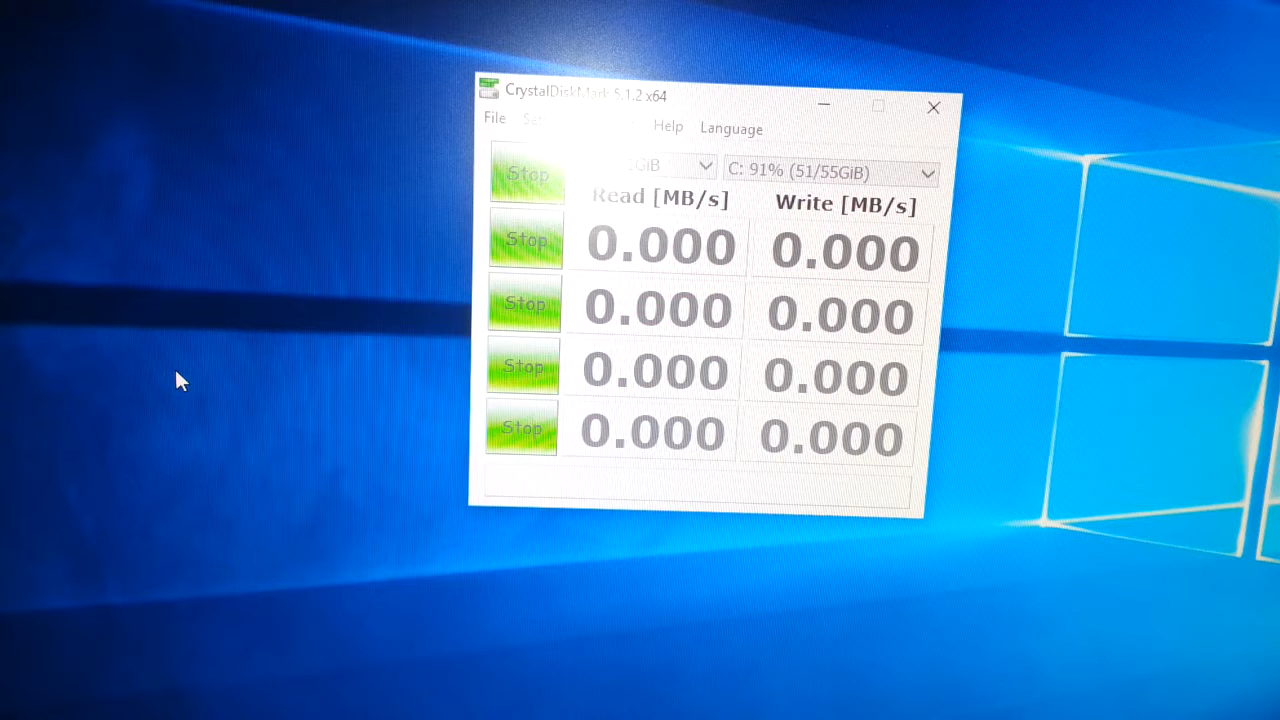 CrystalDiskMark 5.1.2 x64
File Help Language
Stop GiB C: 91% (51/55GiB)
Read [MB/s] Write [MB/s]
Stop 0.000 0.000
Stop 0.000 0.000
Stop 0.000 0.000
Stop 0.000 0.000